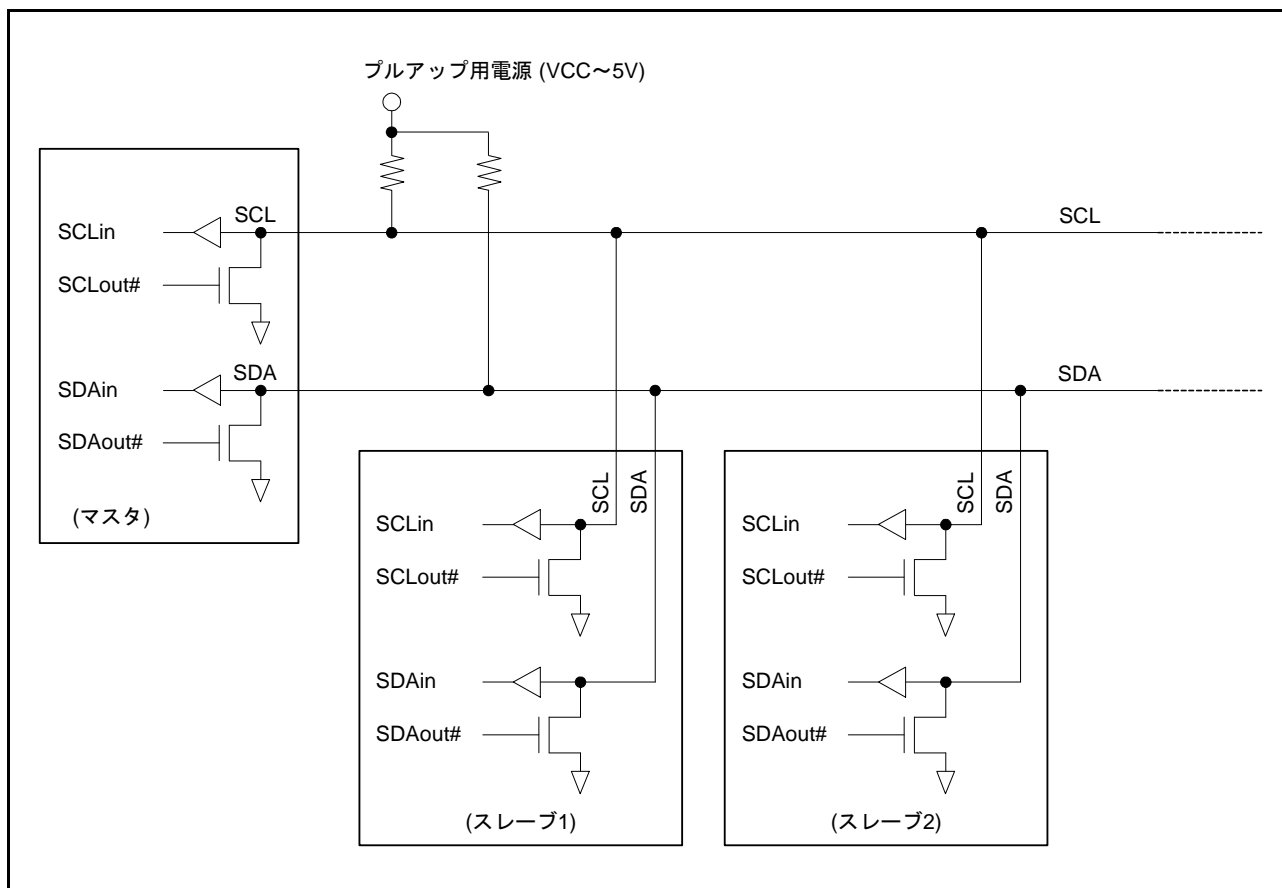 プルアップ用電源 (VCC～5V)
SCL
SCL
SCLin
SCLout#
SDA
SDA
SDAin
SDAout#
(マスタ)
SCL
SDA
SCLin
SCLout#
SDAin
SDAout#
(スレーブ1)
SCL
SDA
SCLin
SCLout#
SDAin
SDAout#
(スレーブ2)